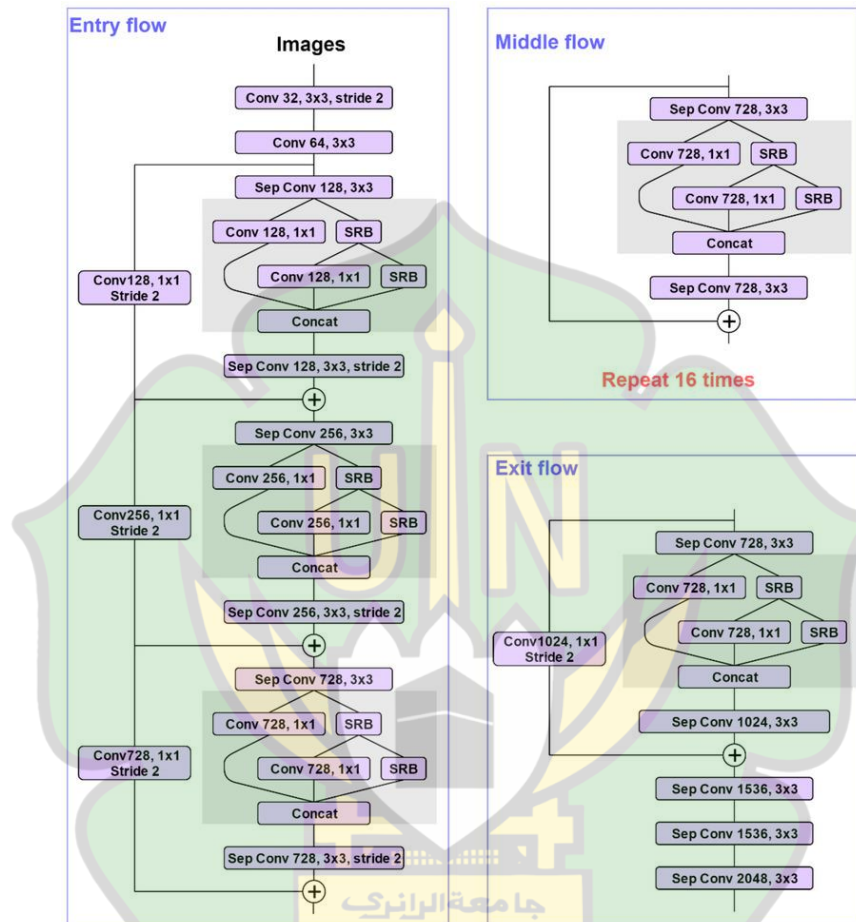 Entry flow
Images
Conv 32, 3x3, stride 2
Conv 64, 3x3
Sep Conv 128, 3x3
Conv 128, 1x1
SRB
Conv 128, 1x1
SRB
Conv128, 1x1
Stride 2
Concat
Sep Conv 128, 3x3, stride 2
+
Sep Conv 256, 3x3
Conv 256, 1x1
SRB
Conv 256, 1x1
SRB
Conv256, 1x1
Stride 2
Concat
Sep Conv 256, 3x3, stride 2
+
Sep Conv 728, 3x3
Conv 728, 1x1
SRB
Conv 728, 1x1
SRB
Conv728, 1x1
Stride 2
Concat
Sep Conv 728, 3x3, stride 2
+
Middle flow
Sep Conv 728, 3x3
Conv 728, 1x1
SRB
Conv 728, 1x1
SRB
Concat
Sep Conv 728, 3x3
+
Repeat 16 times
Exit flow
Sep Conv 728, 3x3
Conv 728, 1x1
SRB
Conv 728, 1x1
SRB
Conv1024, 1x1
Stride 2
Concat
Sep Conv 1024, 3x3
+
Sep Conv 1536, 3x3
Sep Conv 1536, 3x3
Sep Conv 2048, 3x3
UIN
جامعة الرانري